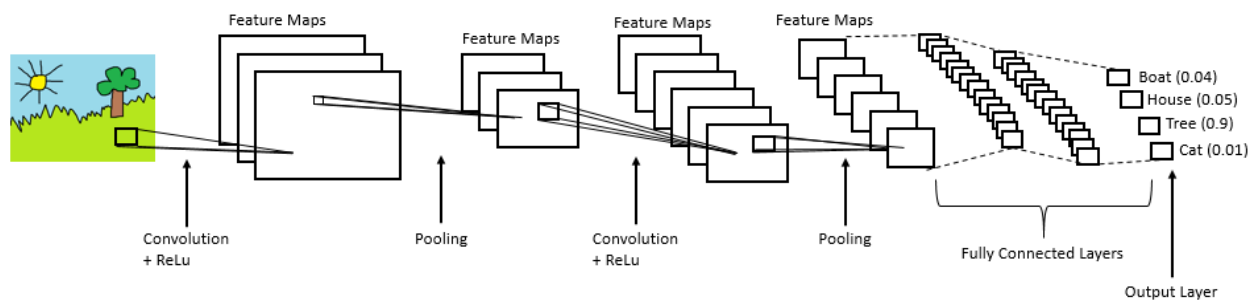 Feature Maps
Feature Maps
Feature Maps
Feature Maps
Boat (0.04)
House (0.05)
Tree (0.9)
Cat (0.01)
Convolution
+ ReLu
Pooling
Convolution
+ ReLu
Pooling
Fully Connected Layers
Output Layer